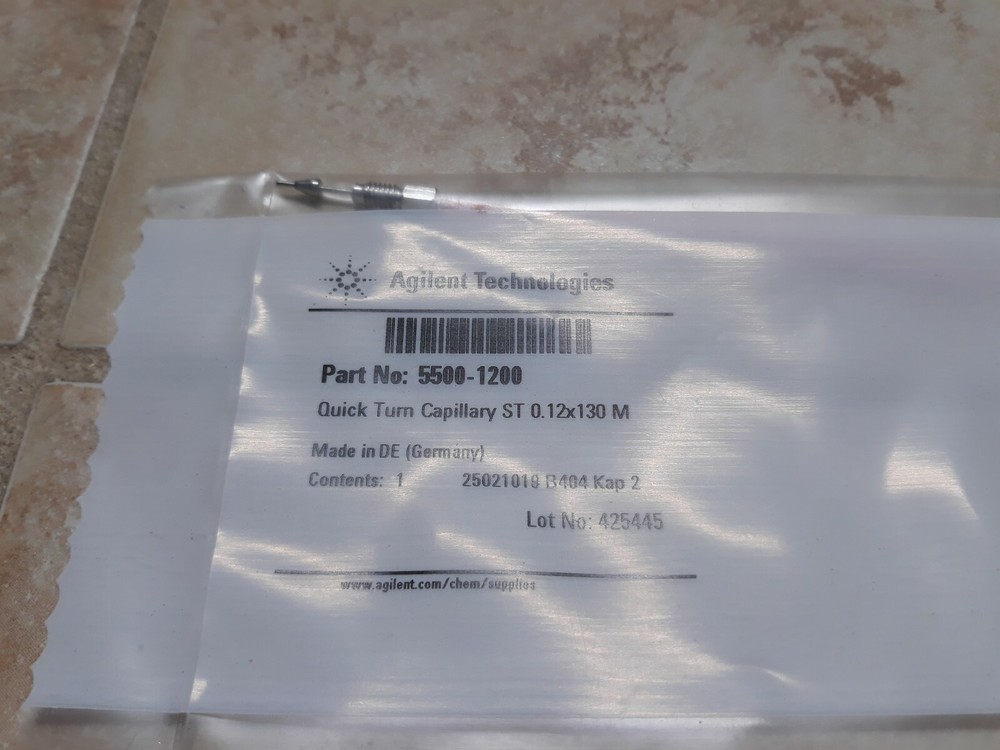 Agilent Technologies
Part No: 5500-1200
Quick Turn Capillary ST 0.12x130 M
Made in DE (Germany)
Contents: 1 25021019 B404 Kap 2
Lot No: 425445
www.agilent.com/chem/supplies